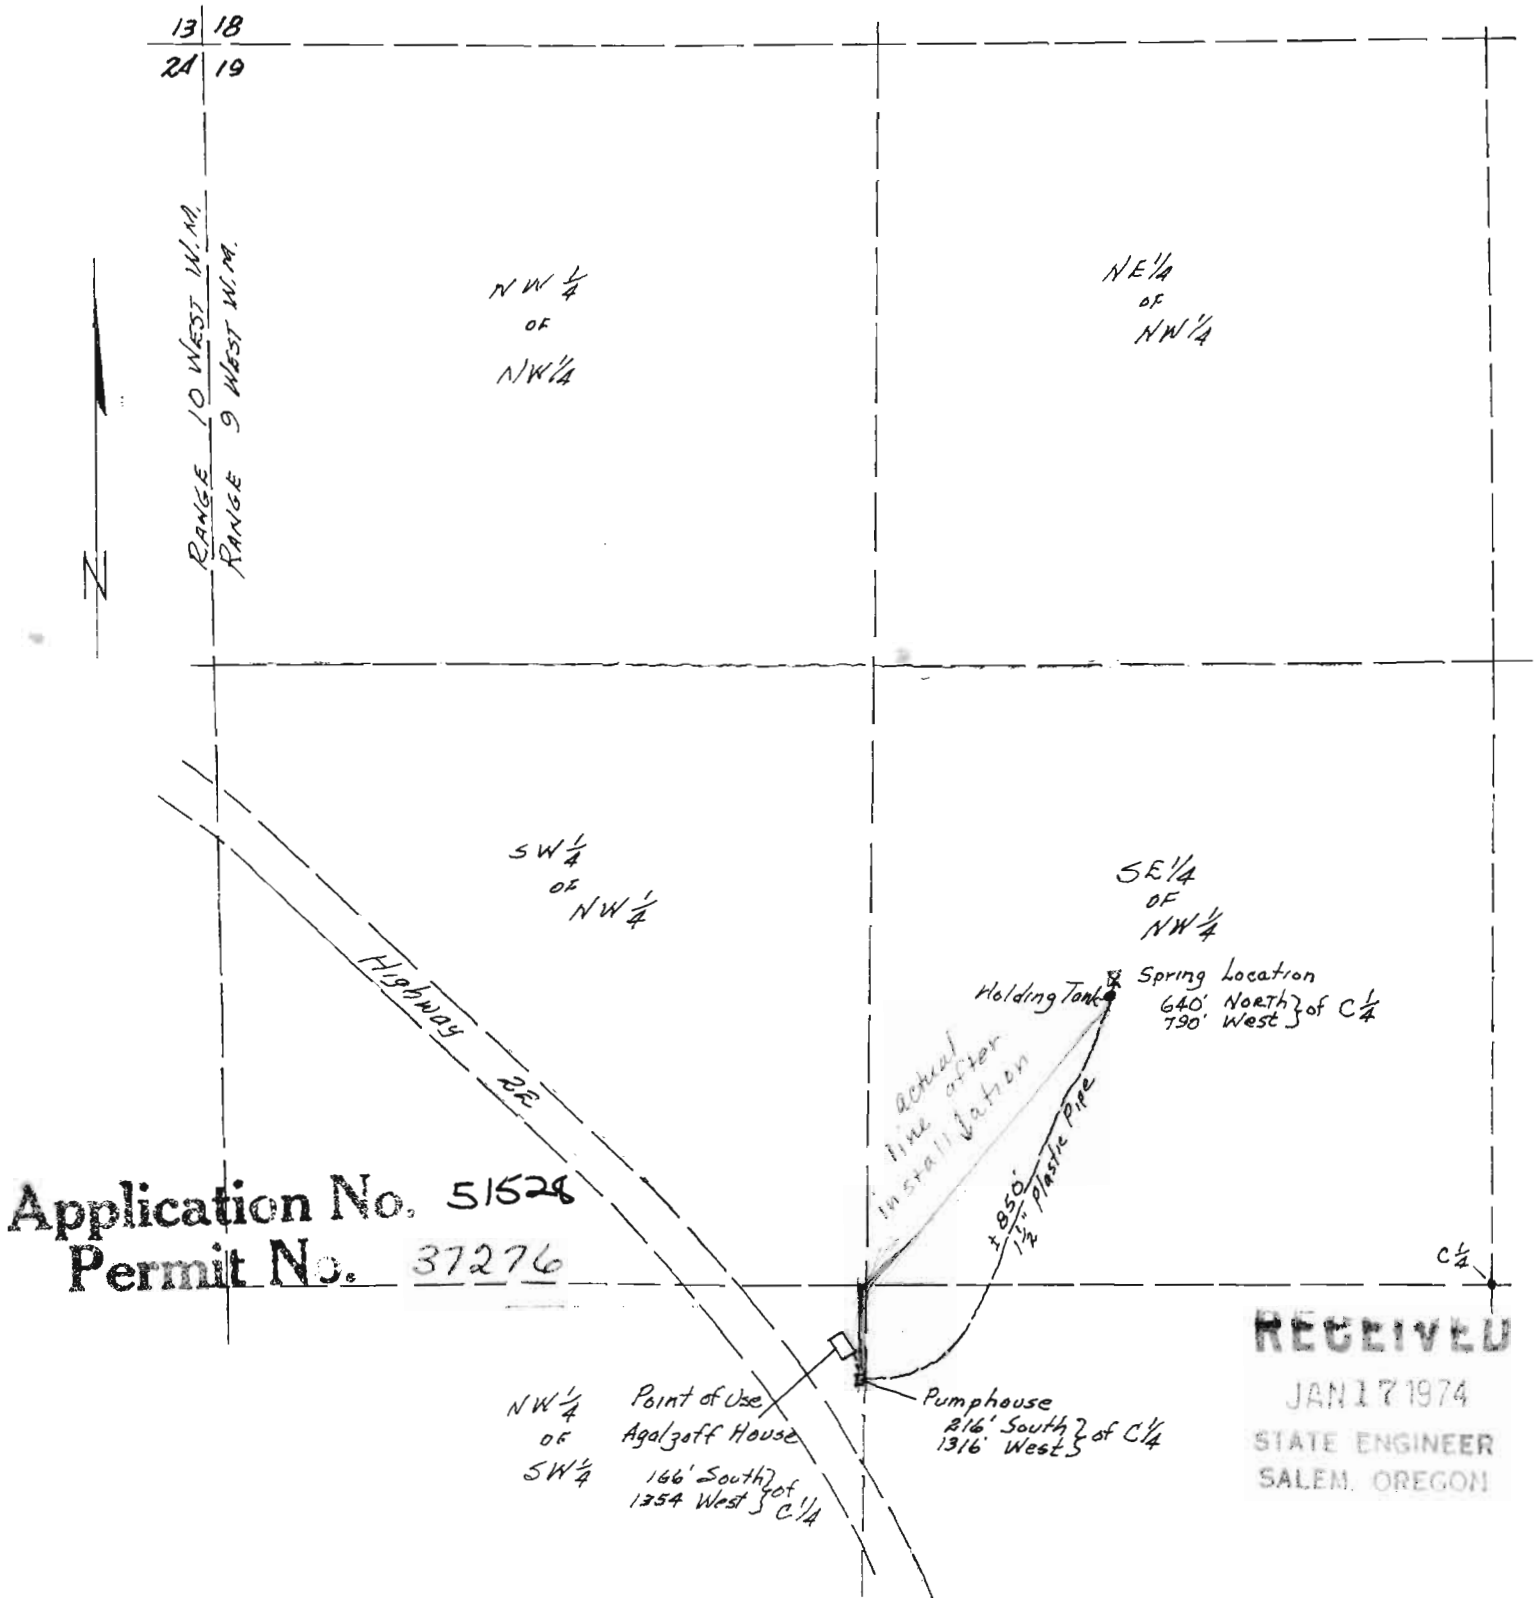 13 18
24 19
RANGE 10 WEST W.M.
RANGE 9 WEST W.M.
N
NW 1/4
OF
NW 1/4
NE 1/4
OF
NW 1/4
SW 1/4
OF
NW 1/4
SE 1/4
OF
NW 1/4
Highway 22
Holding Tank
Spring Location
640' NORTH } of C 1/4
790' West }
actual
line after
installation
± 850'
1 1/2" Plastic Pipe
Application No. 51528
Permit No. 37276
C 1/4
RECEIVED
JAN 17 1974
STATE ENGINEER
SALEM, OREGON
NW 1/4
OF
SW 1/4
Point of Use
Agalzoff House
166' South } of
1354 West } C 1/4
Pumphouse
216' South } of C 1/4
1316' West }